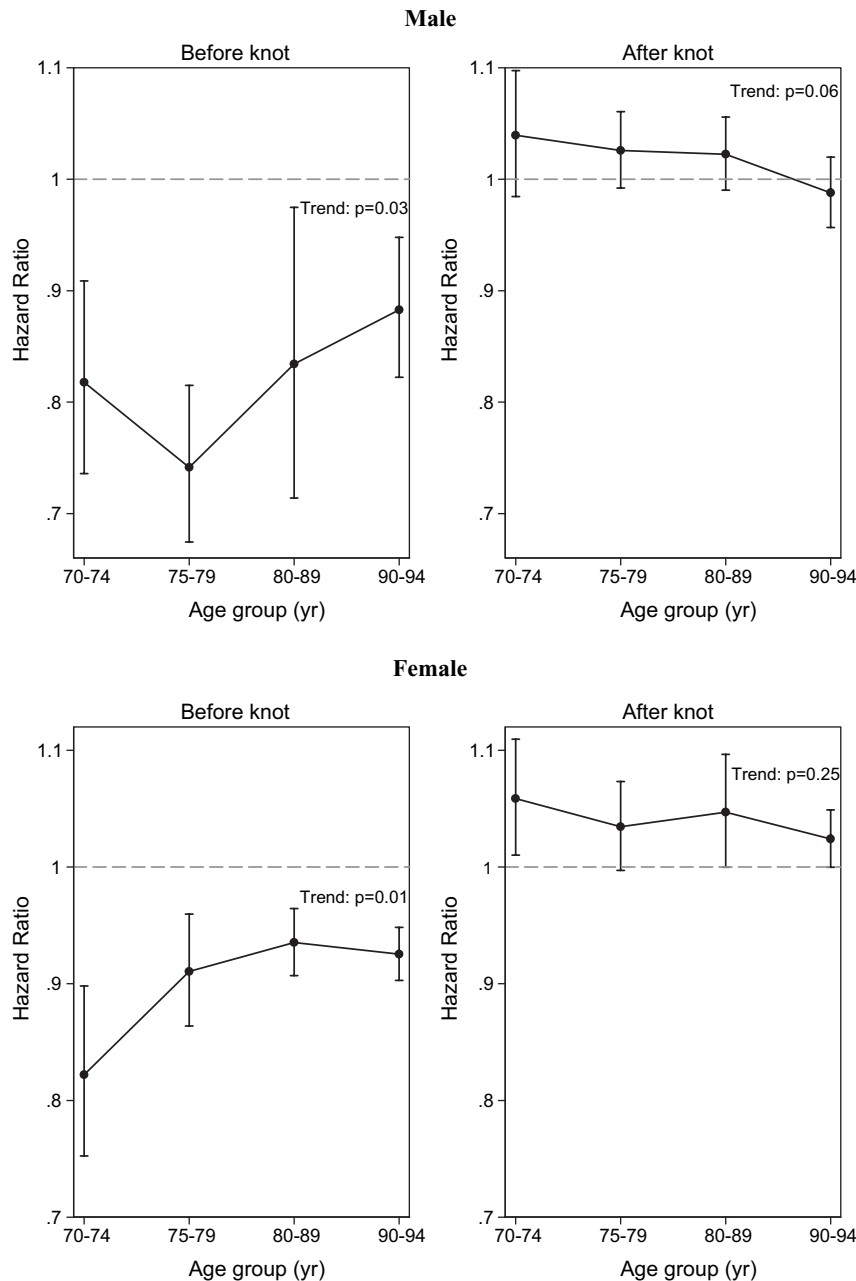 Male
Before knot
After knot
1.1
1
.9
.8
.7
Hazard Ratio
Trend: p=0.03
70-74 75-79 80-89 90-94
Age group (yr)
1.1
1
.9
.8
.7
Hazard Ratio
Trend: p=0.06
70-74 75-79 80-89 90-94
Age group (yr)
Female
Before knot
After knot
1.1
1
.9
.8
.7
Hazard Ratio
Trend: p=0.01
70-74 75-79 80-89 90-94
Age group (yr)
1.1
1
.9
.8
.7
Hazard Ratio
Trend: p=0.25
70-74 75-79 80-89 90-94
Age group (yr)